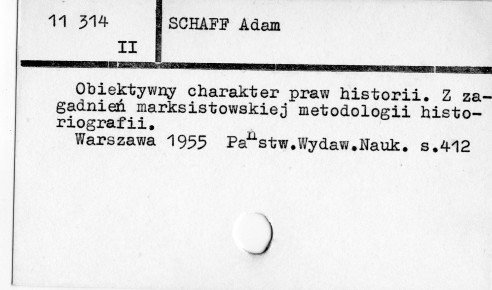 11 314
II
SCHAFF Adam
Obiektywny charakter praw historii. Z za-
gadnień marksistowskiej metodologii histo-
riografii.
Warszawa 1955 Państw.Wydaw.Nauk. s.412